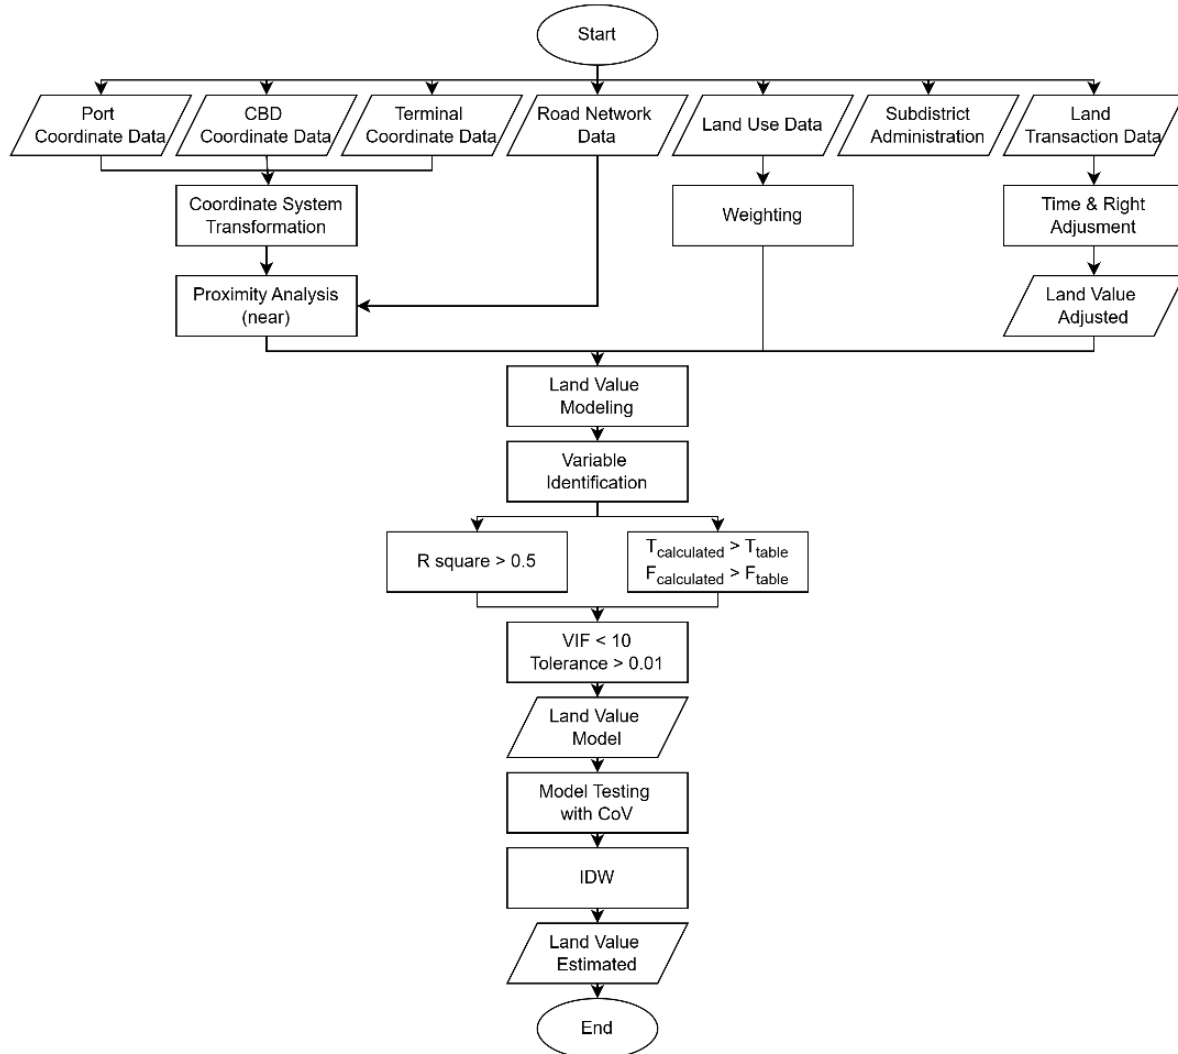 Start
Port
Coordinate Data
CBD
Coordinate Data
Terminal
Coordinate Data
Road Network
Data
Land Use Data
Subdistrict
Administration
Land
Transaction Data
Coordinate System
Transformation
Weighting
Time & Right
Adjusment
Proximity Analysis
(near)
Land Value
Adjusted
Land Value
Modeling
Variable
Identification
R square > 0.5
Tcalculated > Ttable
Fcalculated > Ftable
VIF < 10
Tolerance > 0.01
Land Value
Model
Model Testing
with CoV
IDW
Land Value
Estimated
End